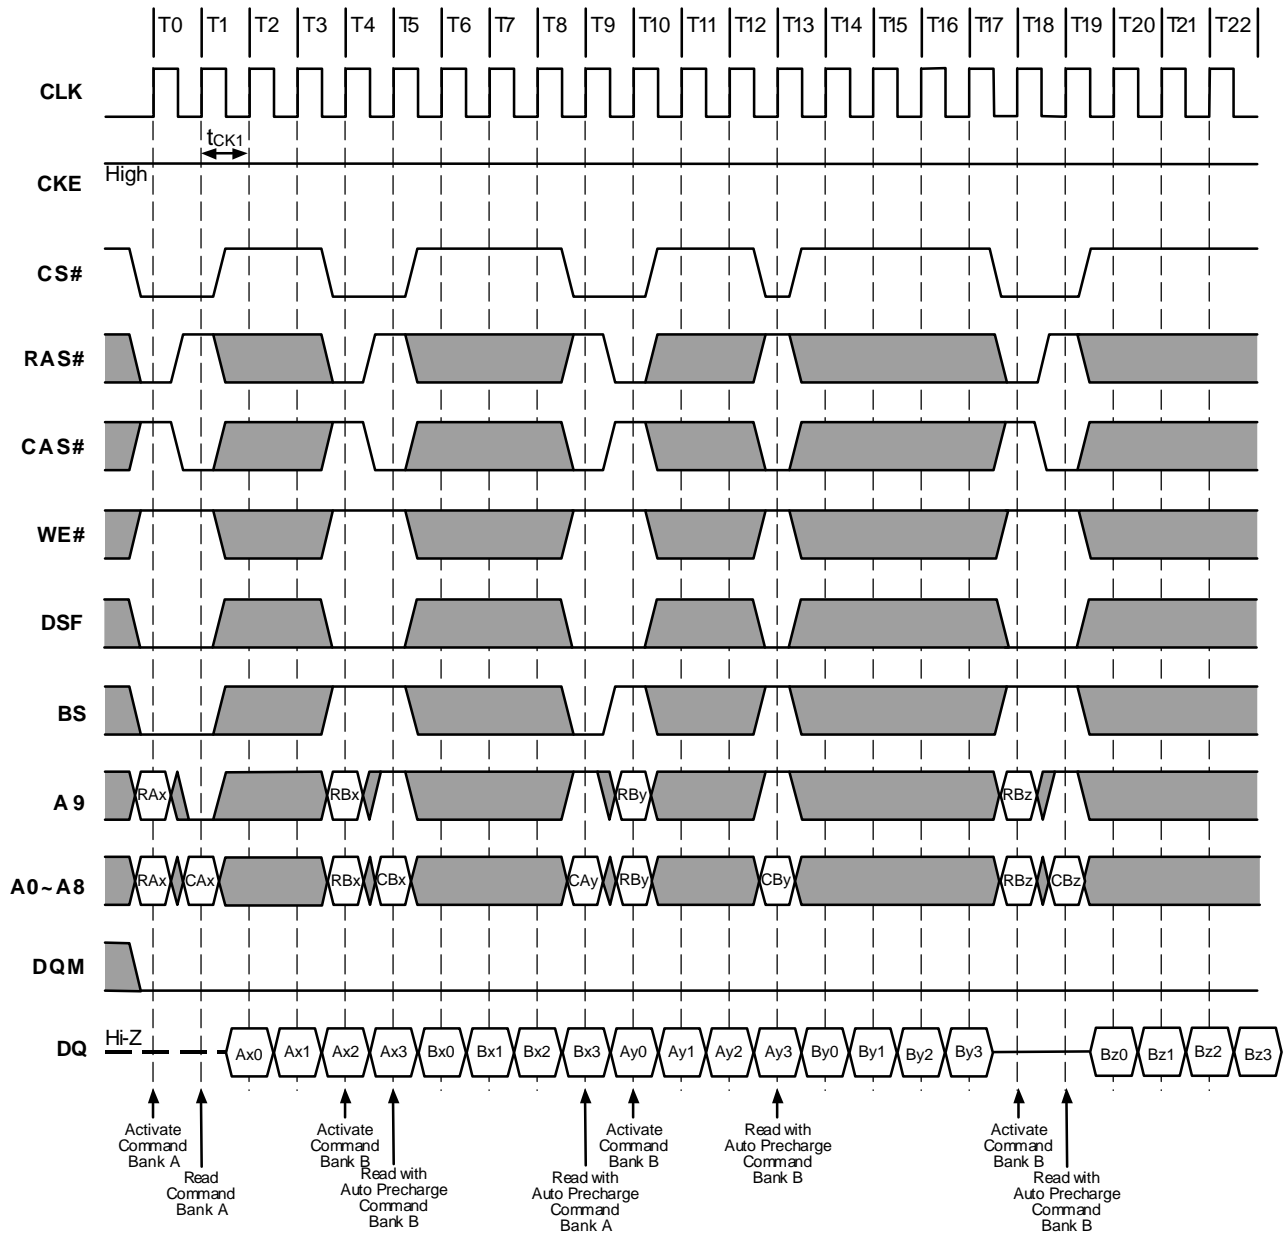 T0 T1 T2 T3 T4 T5 T6 T7 T8 T9 T10 T11 T12 T13 T14 T15 T16 T17 T18 T19 T20 T21 T22
CLK
tCK1
High
CKE
CS#
RAS#
CAS#
WE#
DSF
BS
A9 RAx RBx RBy RBz
A0~A8 RAx CAx RBx CBx CAy RBy CBy RBz CBz
DQM
Hi-Z
DQ Ax0 Ax1 Ax2 Ax3 Bx0 Bx1 Bx2 Bx3 Ay0 Ay1 Ay2 Ay3 By0 By1 By2 By3 Bz0 Bz1 Bz2 Bz3
Activate
Command
Bank A
Read
Command
Bank A
Activate
Command
Bank B
Read with
Auto Precharge
Command
Bank B
Read with
Auto Precharge
Command
Bank A
Activate
Command
Bank B
Read with
Auto Precharge
Command
Bank B
Activate
Command
Bank B
Read with
Auto Precharge
Command
Bank B